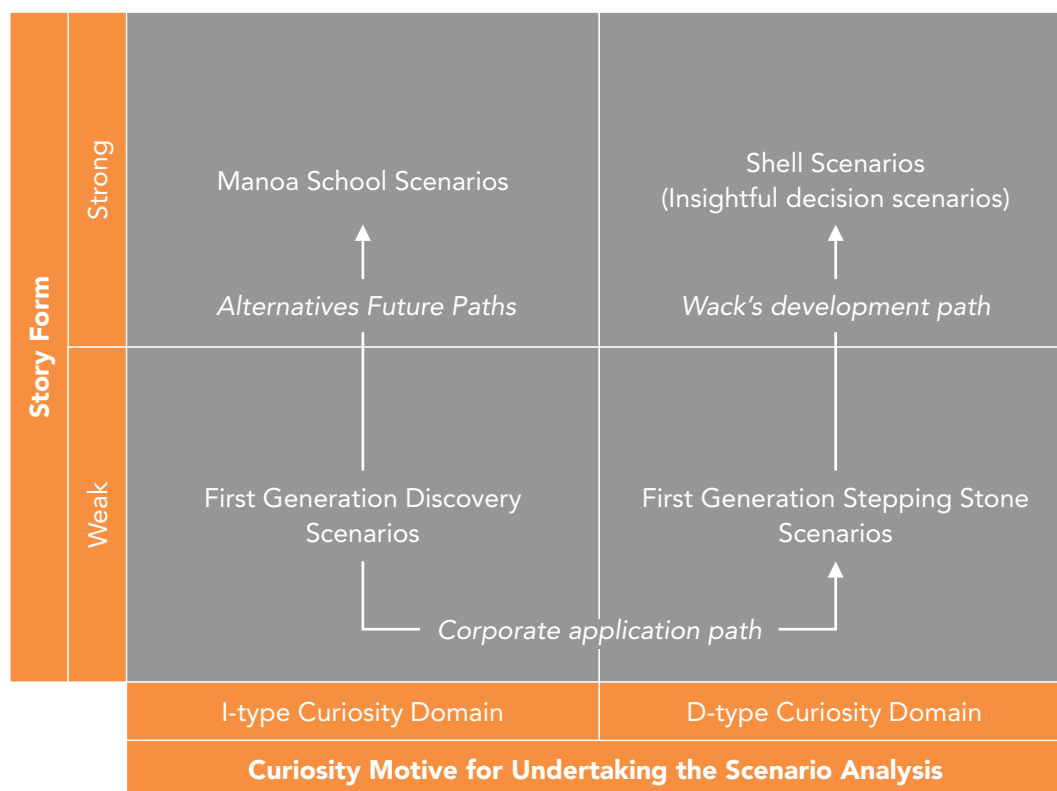 Story Form
Strong
Weak
Manoa School Scenarios
Shell Scenarios
(Insightful decision scenarios)
Alternatives Future Paths
Wack's development path
First Generation Discovery
Scenarios
First Generation Stepping Stone
Scenarios
Corporate application path
I-type Curiosity Domain
D-type Curiosity Domain
Curiosity Motive for Undertaking the Scenario Analysis